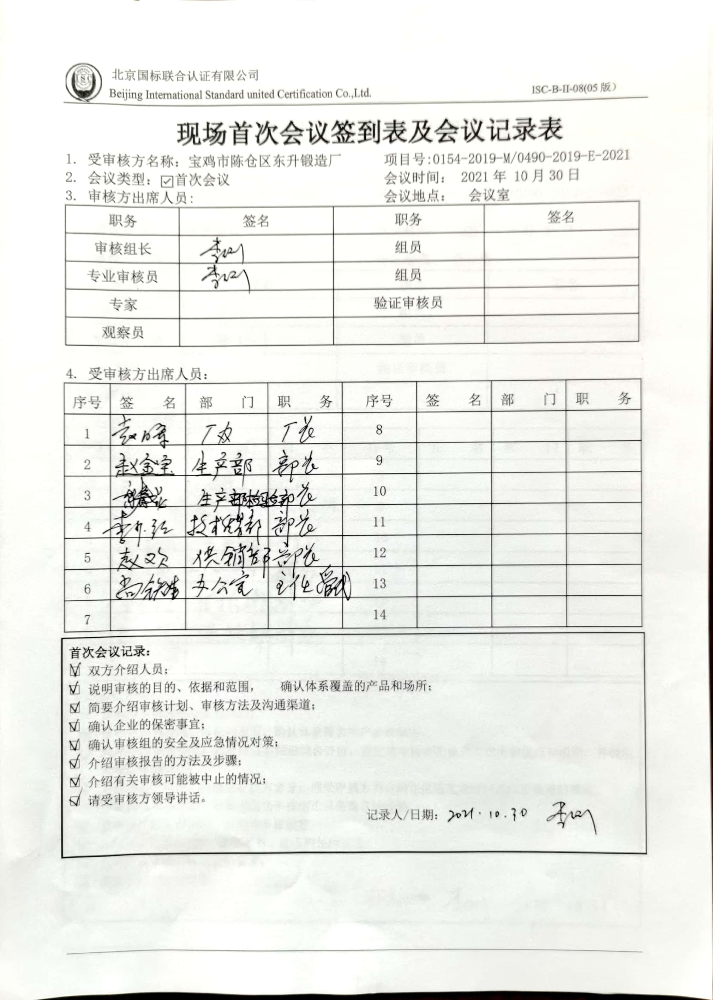 ISC
北京国标联合认证有限公司
Beijing International Standard united Certification Co.,Ltd.
ISC-B-II-08(05 版)
现场首次会议签到表及会议记录表
1. 受审核方名称：宝鸡市陈仓区东升锻造厂 项目号:0154-2019-M/0490-2019-E-2021
2. 会议类型：☑首次会议 会议时间： 2021 年 10 月 30 日
3. 审核方出席人员： 会议地点： 会议室
职务 签名 职务 签名
审核组长 组员
专业审核员 组员
专家 验证审核员
观察员
4. 受审核方出席人员：
序号 签 名 部 门 职 务 序号 签 名 部 门 职 务
1 厂办 厂长 8
2 赵金宝 生产部 部长 9
3 生产部 部长 10
4 部长 11
5 赵欢 供销部 部长 12
6 办公室 主任 13
7 14
首次会议记录：
☑ 双方介绍人员；
☑ 说明审核的目的、依据和范围， 确认体系覆盖的产品和场所；
☑ 简要介绍审核计划、审核方法及沟通渠道；
☑ 确认企业的保密事宜；
☑ 确认审核组的安全及应急情况对策；
☑ 介绍审核报告的方法及步骤；
☑ 介绍有关审核可能被中止的情况；
☑ 请受审核方领导讲话。
记录人/日期：2021.10.30